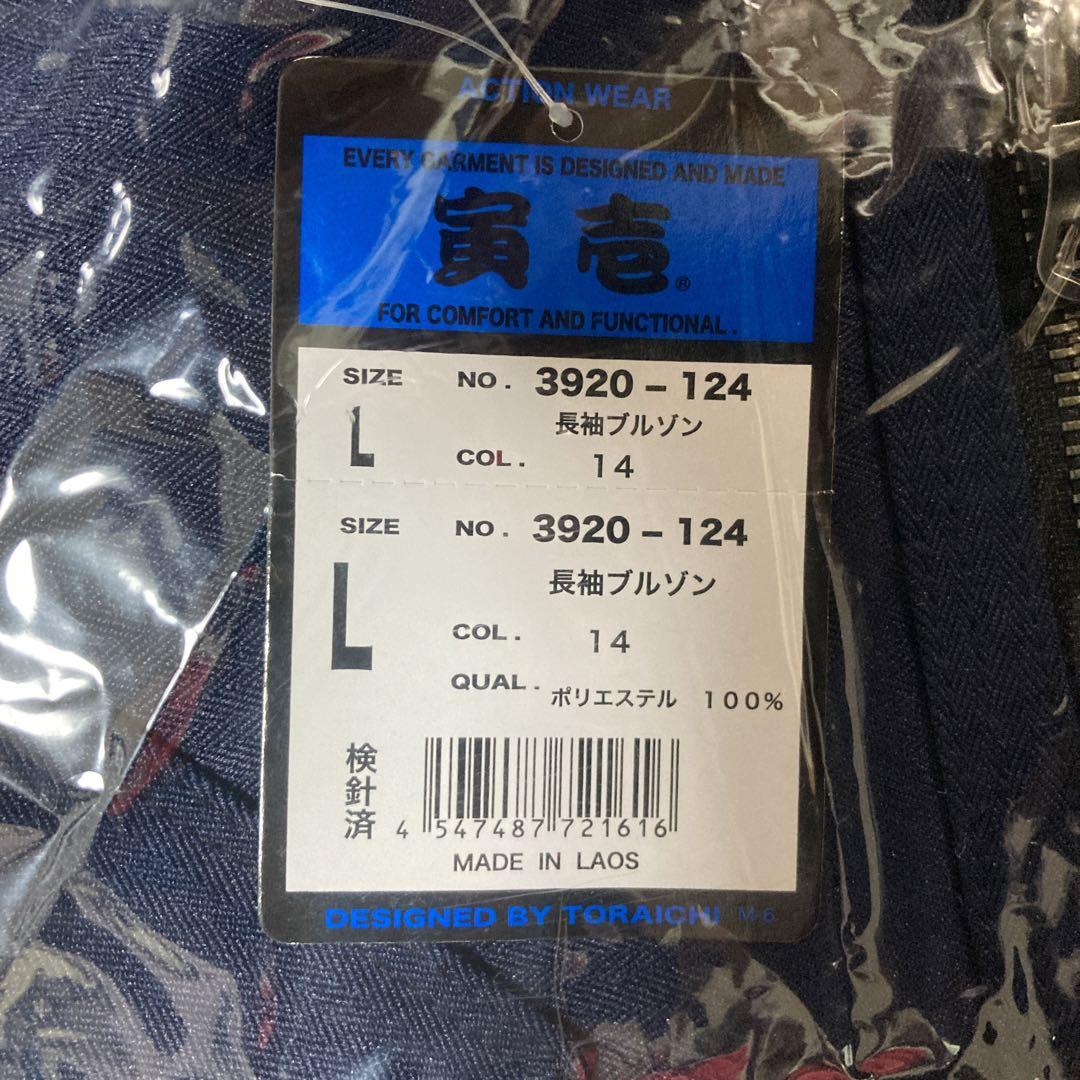 ACTION WEAR
EVERY GARMENT IS DESIGNED AND MADE
寅壱®
FOR COMFORT AND FUNCTIONAL.
SIZE NO. 3920-124
L 長袖ブルゾン
COL. 14
SIZE NO. 3920-124
L 長袖ブルゾン
COL. 14
QUAL. ポリエステル 100%
検針済
4 547487 721616
MADE IN LAOS
DESIGNED BY TORAICHI M-6